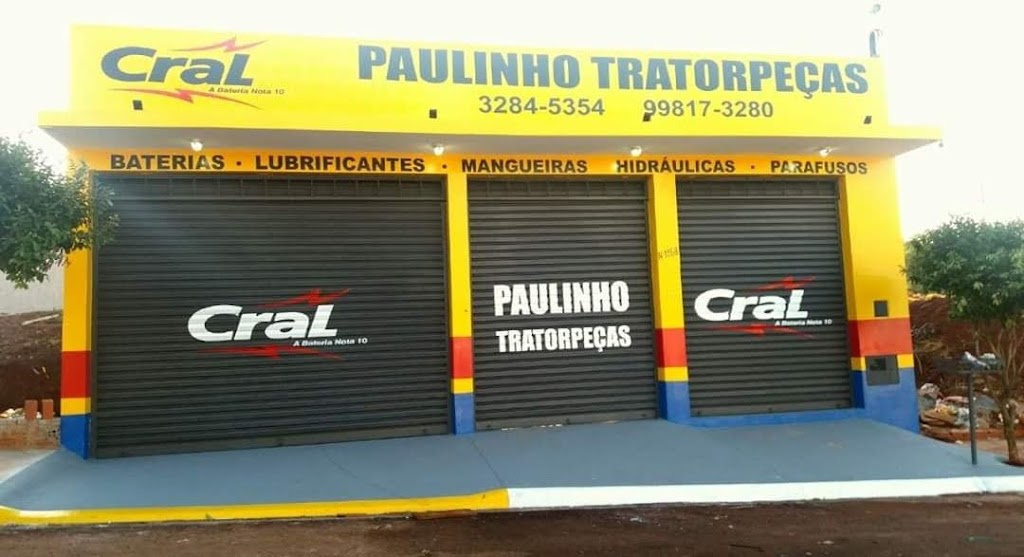 Cral
A Bateria Nota 10
PAULINHO TRATORPEÇAS
3284-5354 99817-3280
BATERIAS · LUBRIFICANTES · MANGUEIRAS HIDRÁULICAS · PARAFUSOS
Cral
A Bateria Nota 10
PAULINHO
TRATORPEÇAS
Cral
A Bateria Nota 10